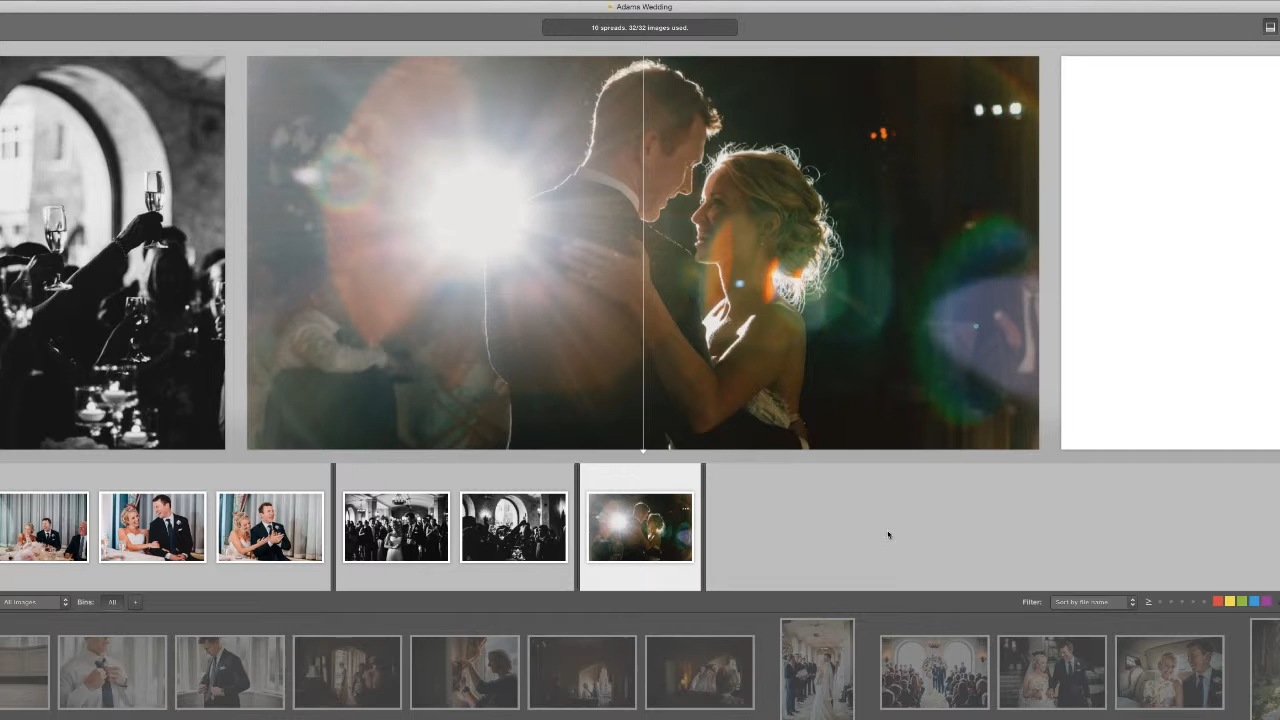 Adams Wedding
10 spreads. 32/32 images used.
All images
Bins:
All
+
Filter:
Sort by file name
≥